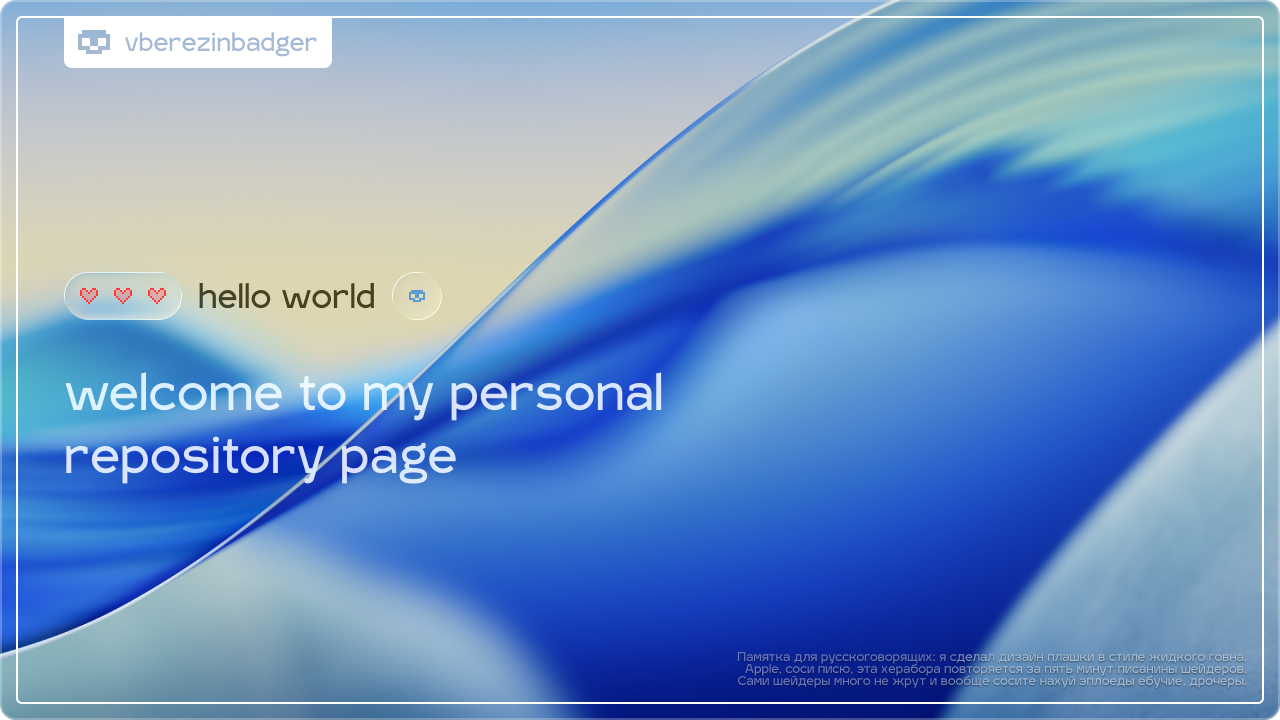 vberezinbadger
hello world
welcome to my personal
repository page
Памятка для русскоговорящих: я сделал дизайн плашки в стиле жидкого говна.
Apple, соси писю, эта херабора повторяется за пять минут писанины шейдеров.
Сами шейдеры много не жрут и вообще сосите нахуй эплоеды ебучие, дрочеры.